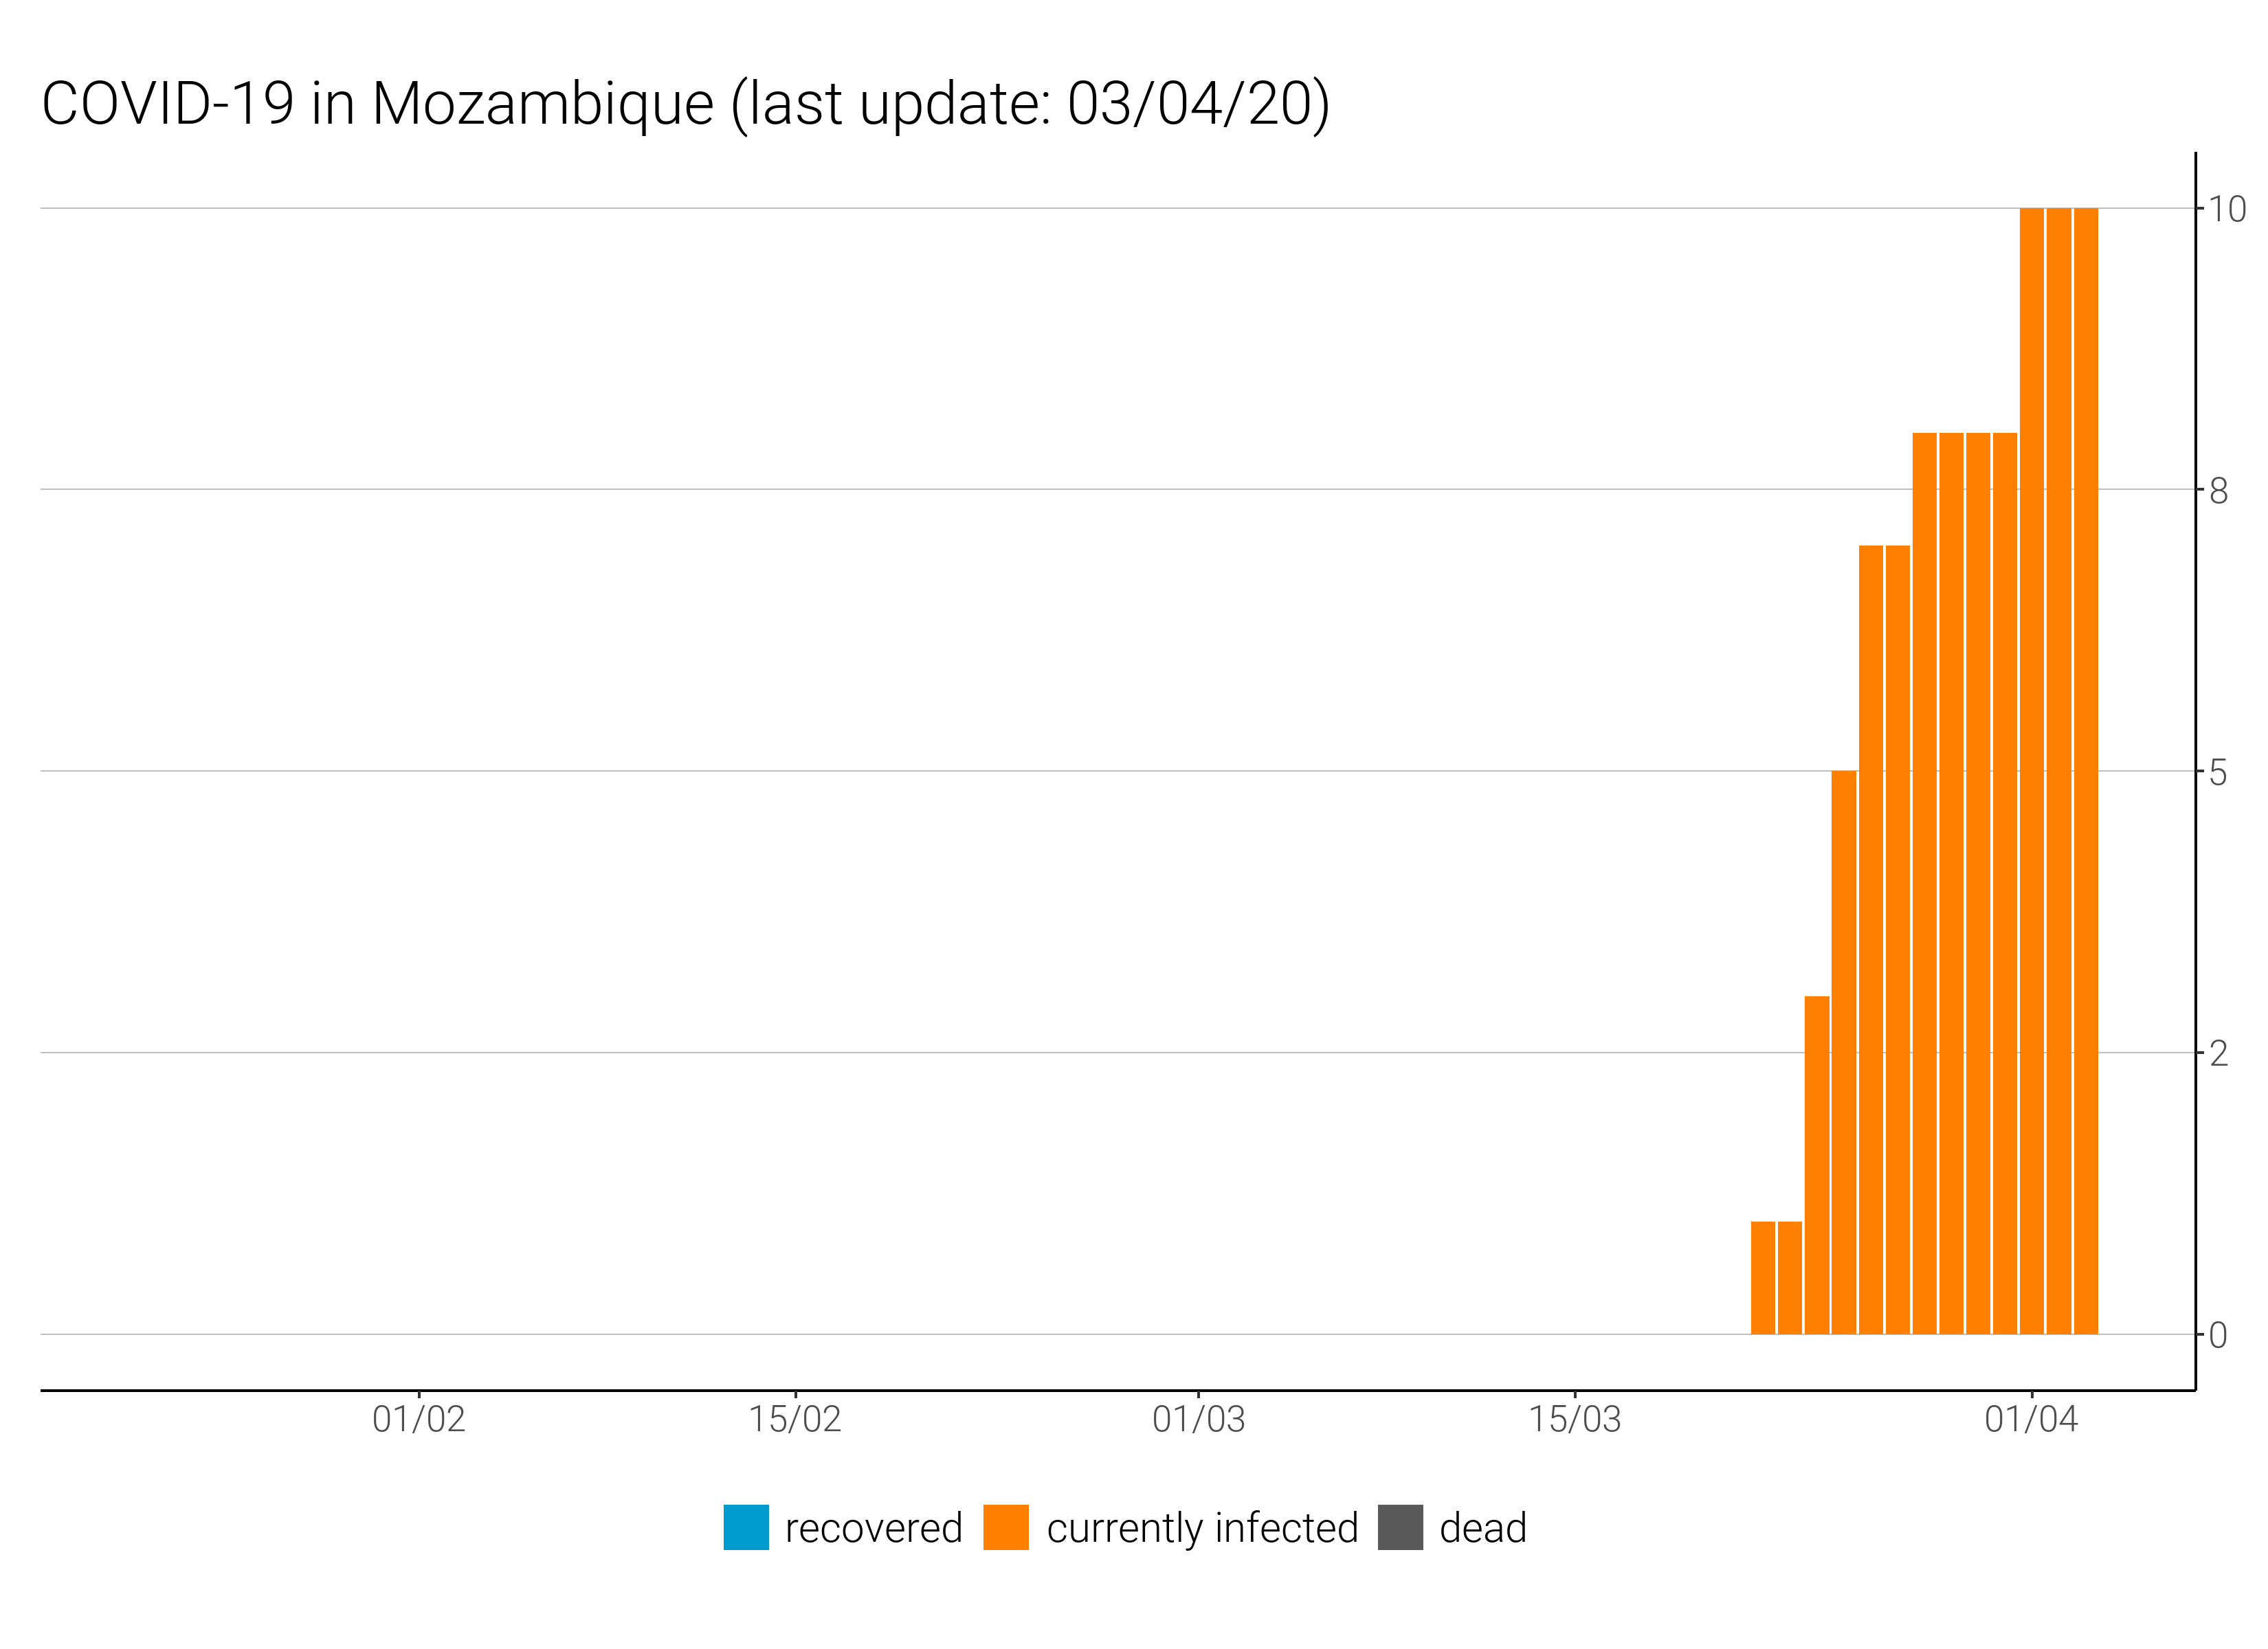 COVID-19 in Mozambique (last update: 03/04/20)
10
8
5
2
0
01/02 15/02 01/03 15/03 01/04
recovered currently infected dead